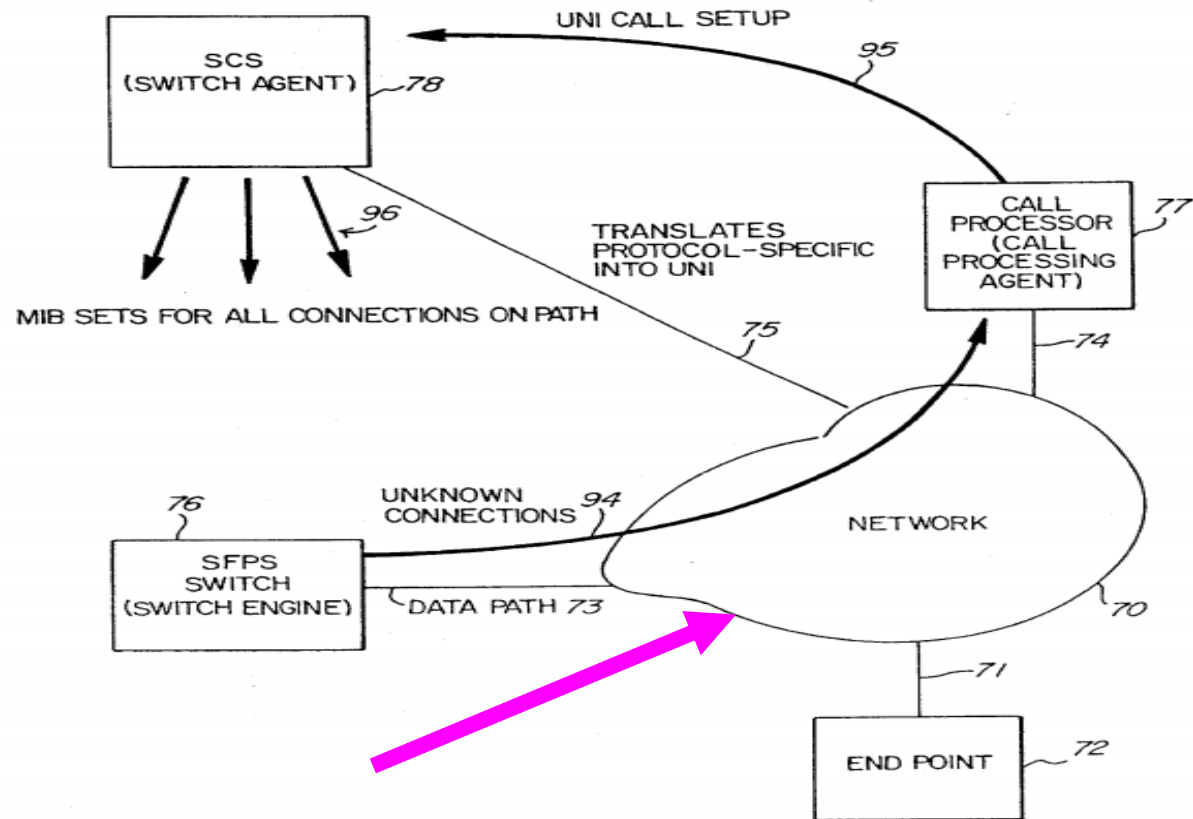 UNI CALL SETUP
95
SCS
(SWITCH AGENT)
78
96
MIB SETS FOR ALL CONNECTIONS ON PATH
TRANSLATES
PROTOCOL-SPECIFIC
INTO UNI
75
CALL
PROCESSOR
(CALL
PROCESSING
AGENT)
77
74
76
UNKNOWN
CONNECTIONS
94
NETWORK
SFPS
SWITCH
(SWITCH ENGINE)
DATA PATH 73
70
71
END POINT
72